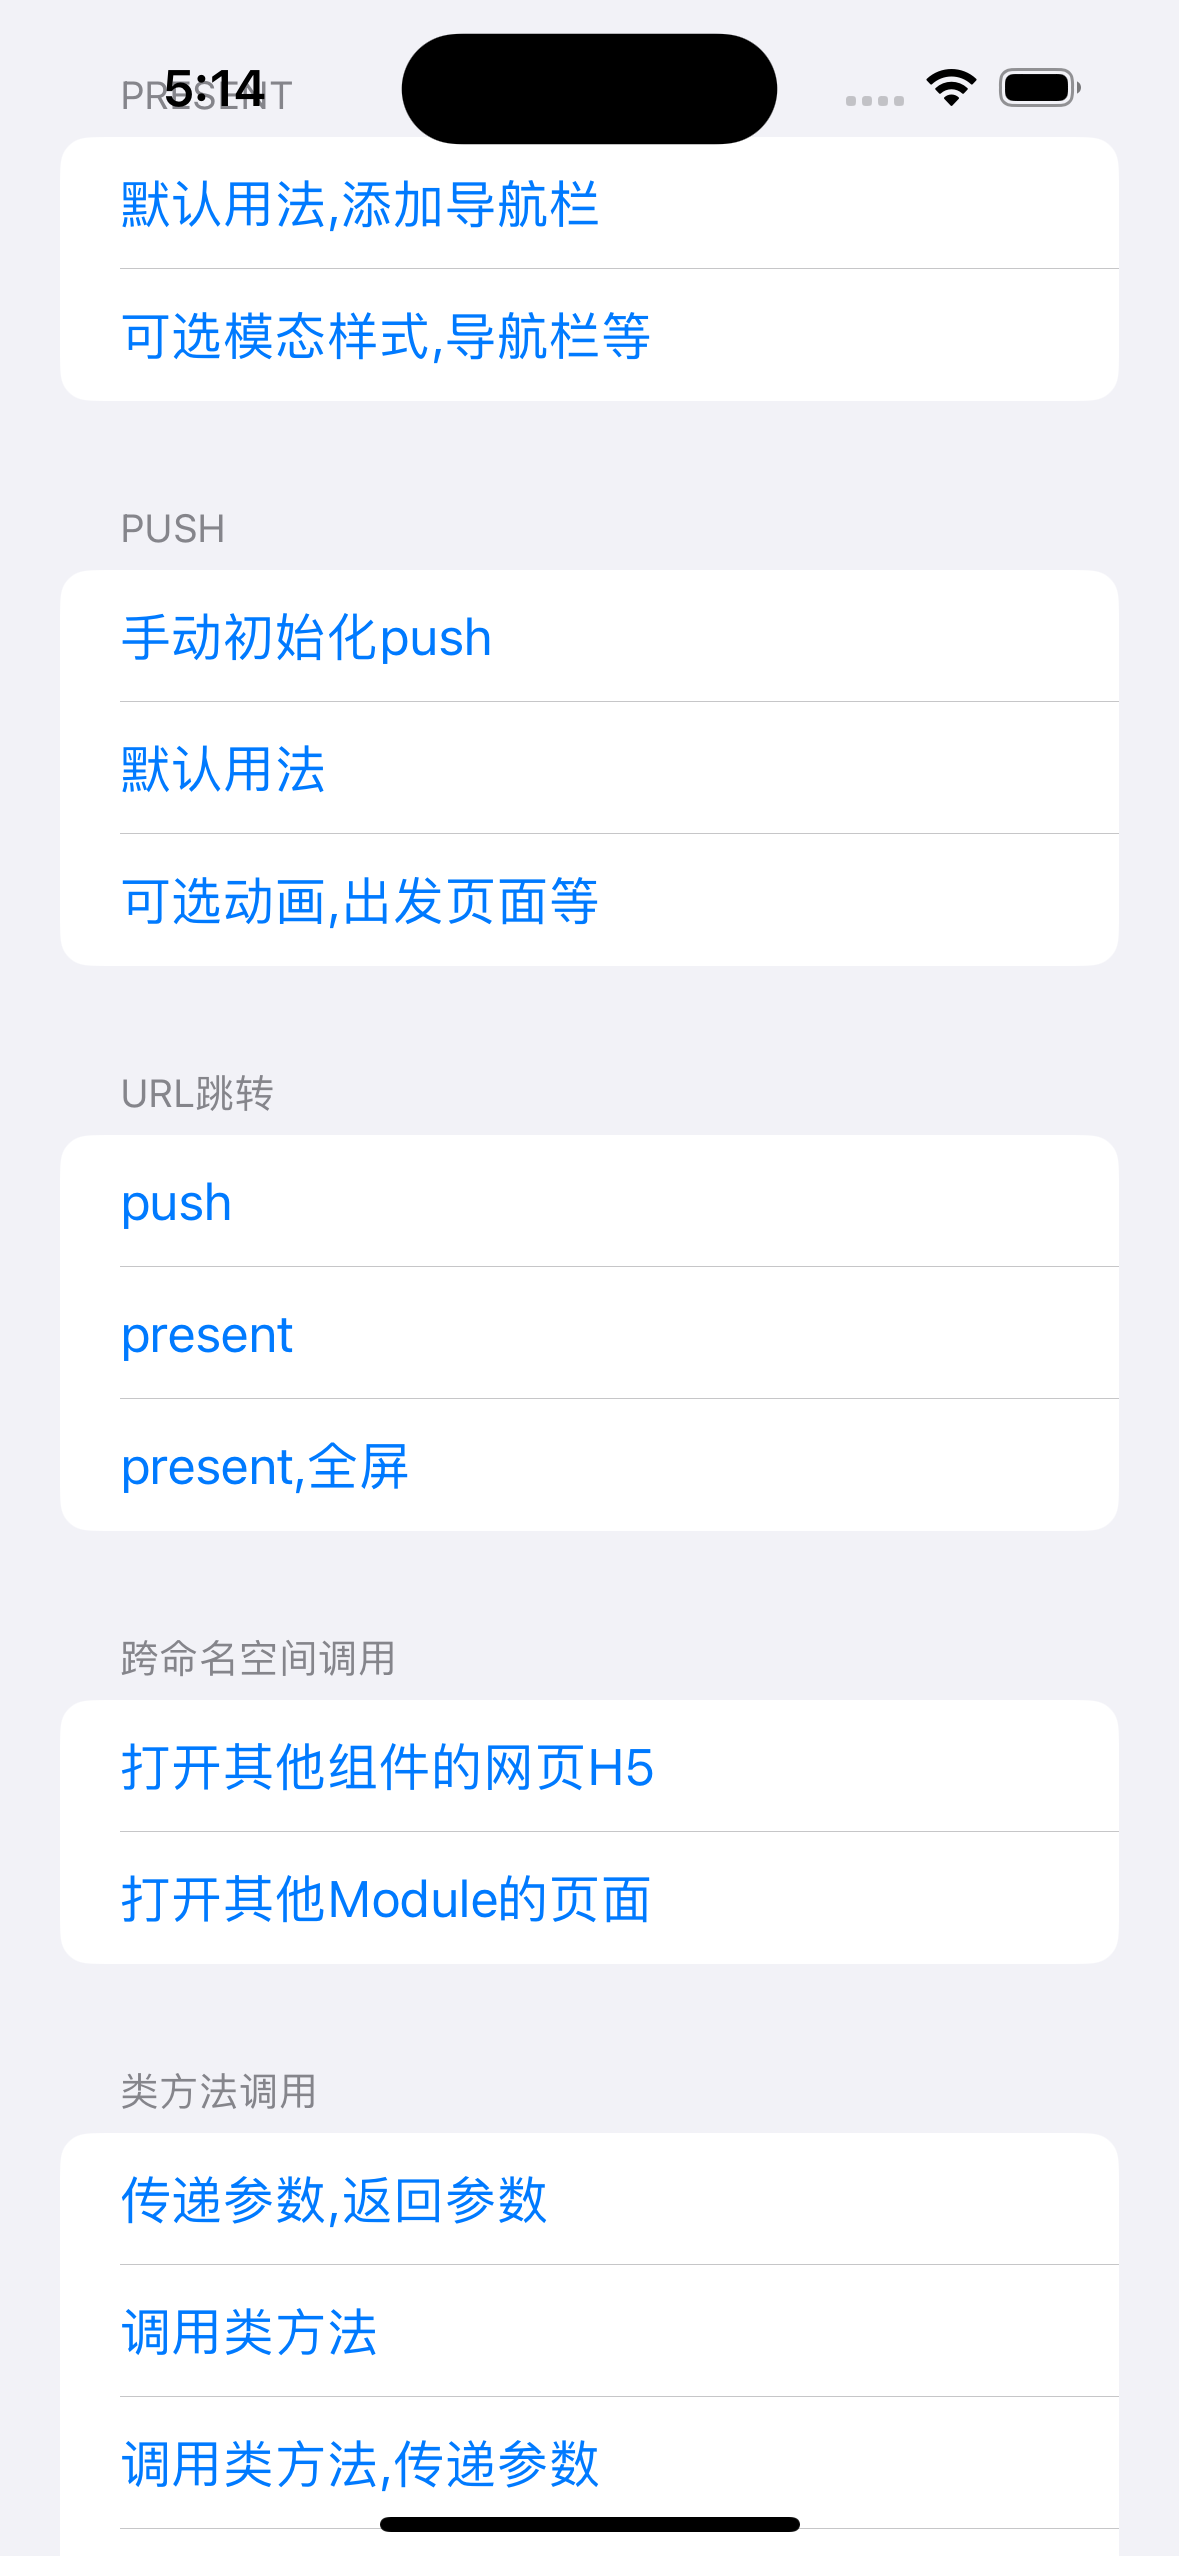 5:14
PRESENT
默认用法,添加导航栏
可选模态样式,导航栏等
PUSH
手动初始化push
默认用法
可选动画,出发页面等
URL跳转
push
present
present,全屏
跨命名空间调用
打开其他组件的网页H5
打开其他Module的页面
类方法调用
传递参数,返回参数
调用类方法
调用类方法,传递参数